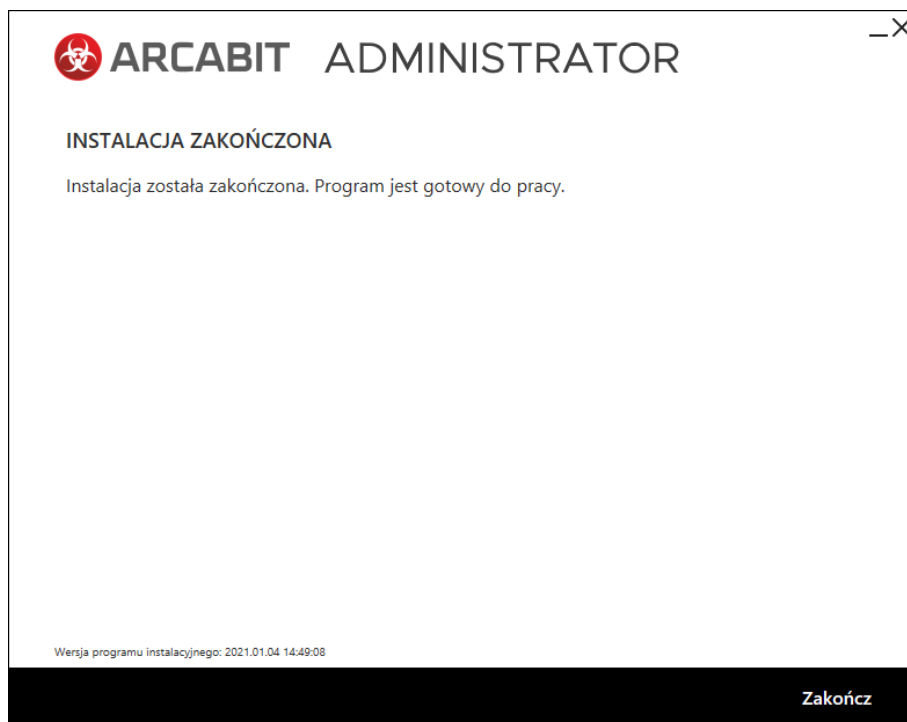 ARCABIT ADMINISTRATOR
INSTALACJA ZAKOŃCZONA
Instalacja została zakończona. Program jest gotowy do pracy.
Wersja programu instalacyjnego: 2021.01.04 14:49:08
Zakończ